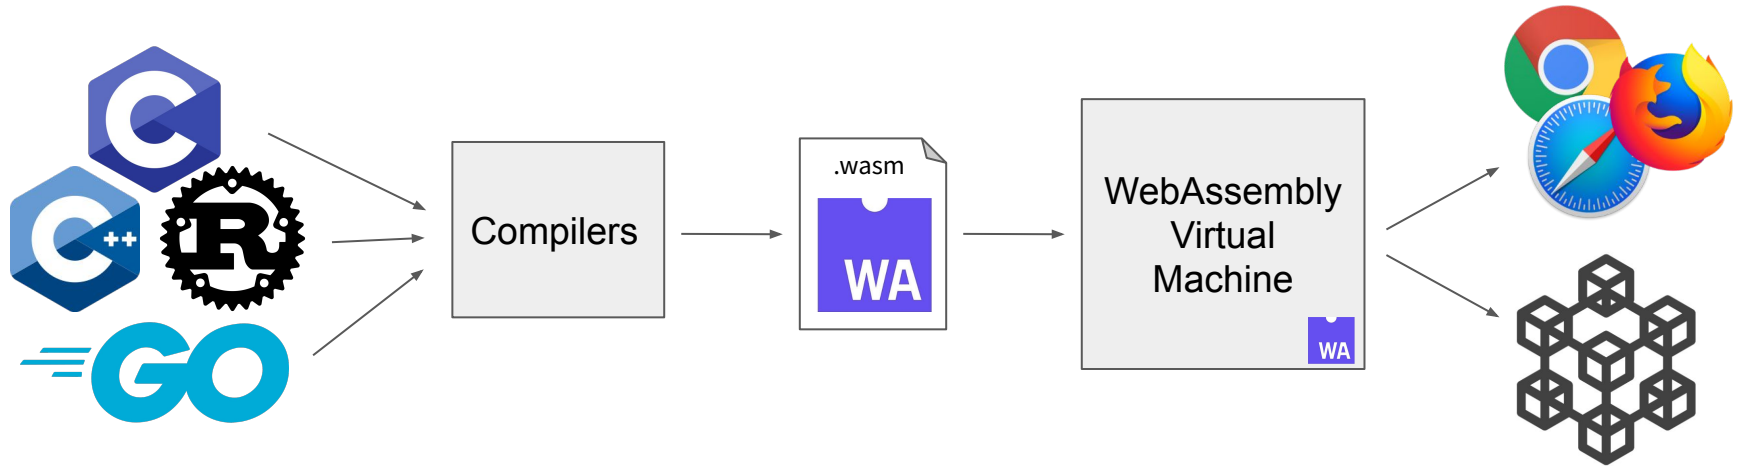 C
C
++
R
GO
Compilers
.wasm
WA
WebAssembly
Virtual
Machine
WA